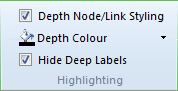 Depth Node/Link Styling
Depth Colour
Hide Deep Labels
Highlighting